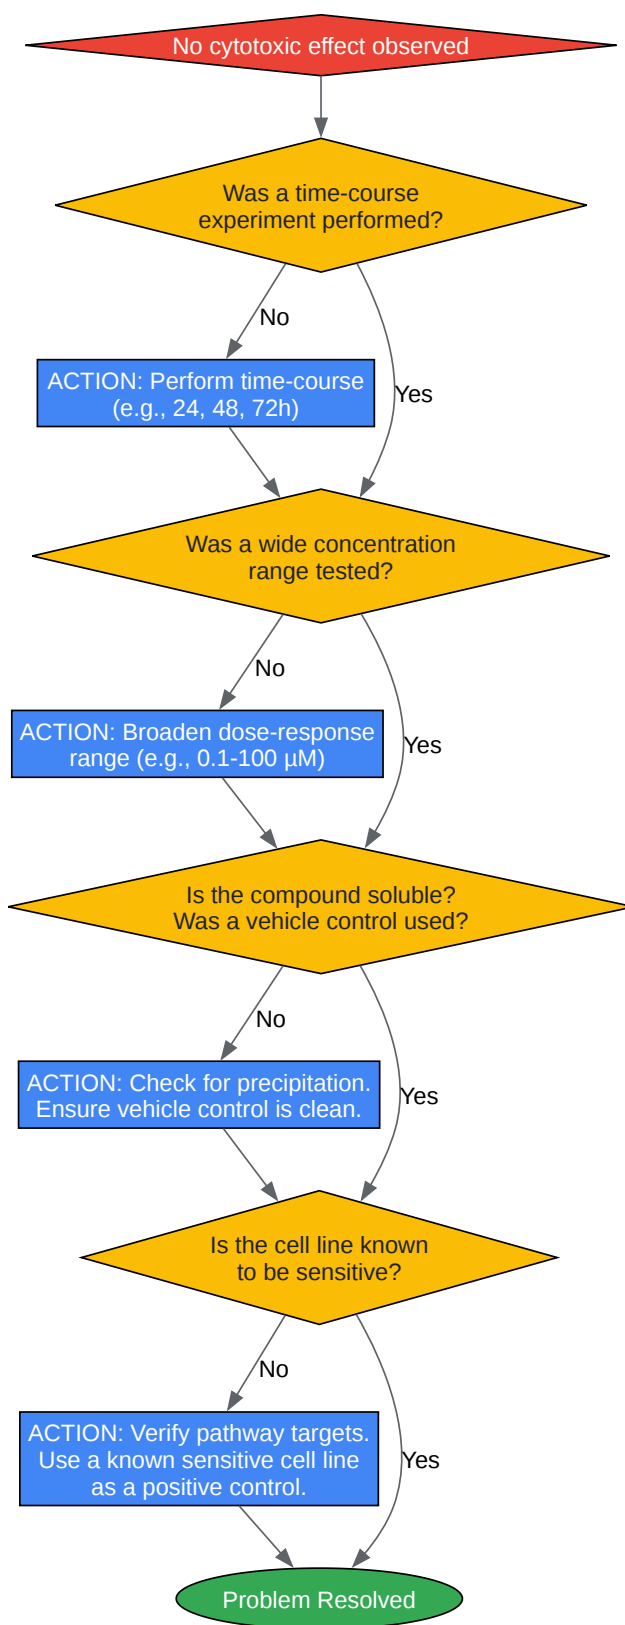 No cytotoxic effect observed
Was a time-course
experiment performed?
No
Yes
ACTION: Perform time-course
(e.g., 24, 48, 72h)
Was a wide concentration
range tested?
No
Yes
ACTION: Broaden dose-response
range (e.g., 0.1-100 µM)
Is the compound soluble?
Was a vehicle control used?
No
Yes
ACTION: Check for precipitation.
Ensure vehicle control is clean.
Is the cell line known
to be sensitive?
No
Yes
ACTION: Verify pathway targets.
Use a known sensitive cell line
as a positive control.
Problem Resolved